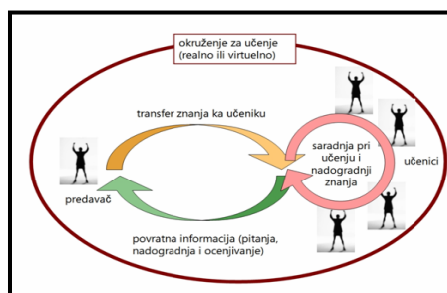 okruženje za učenje
(realno ili virtuelno)
transfer znanja ka učeniku
saradnja pri
učenju i
nadogradnji
znanja
učenici
predavač
povratna informacija (pitanja,
nadogradnja i ocenjivanje)